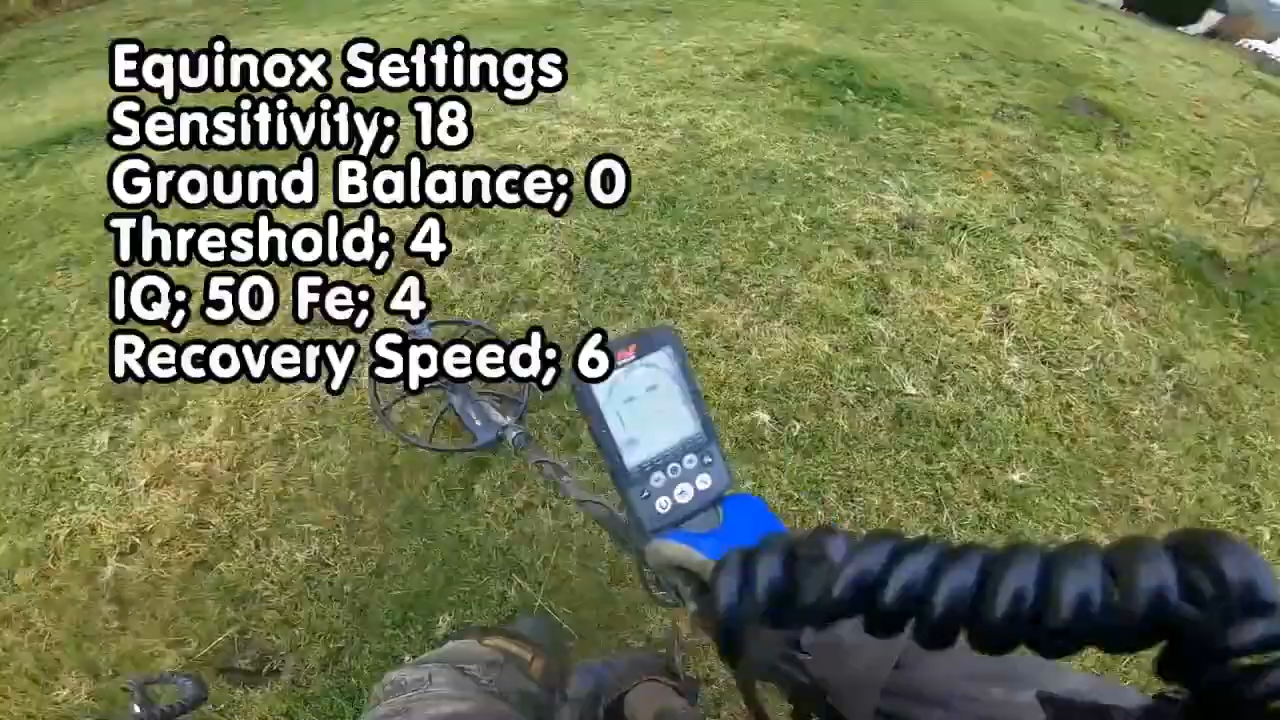 Equinox Settings
Sensitivity; 18
Ground Balance; 0
Threshold; 4
IQ; 50 Fe; 4
Recovery Speed; 6